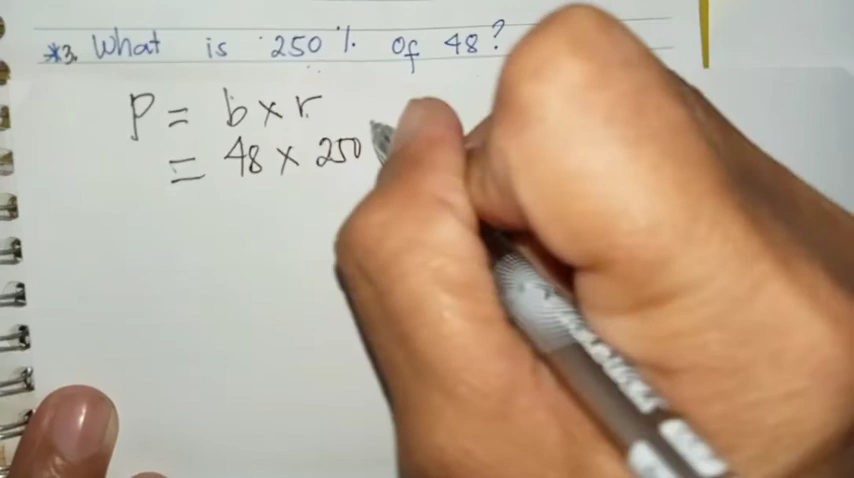 *3. What is 250 % of 48?
P = b × r
= 48 × 250